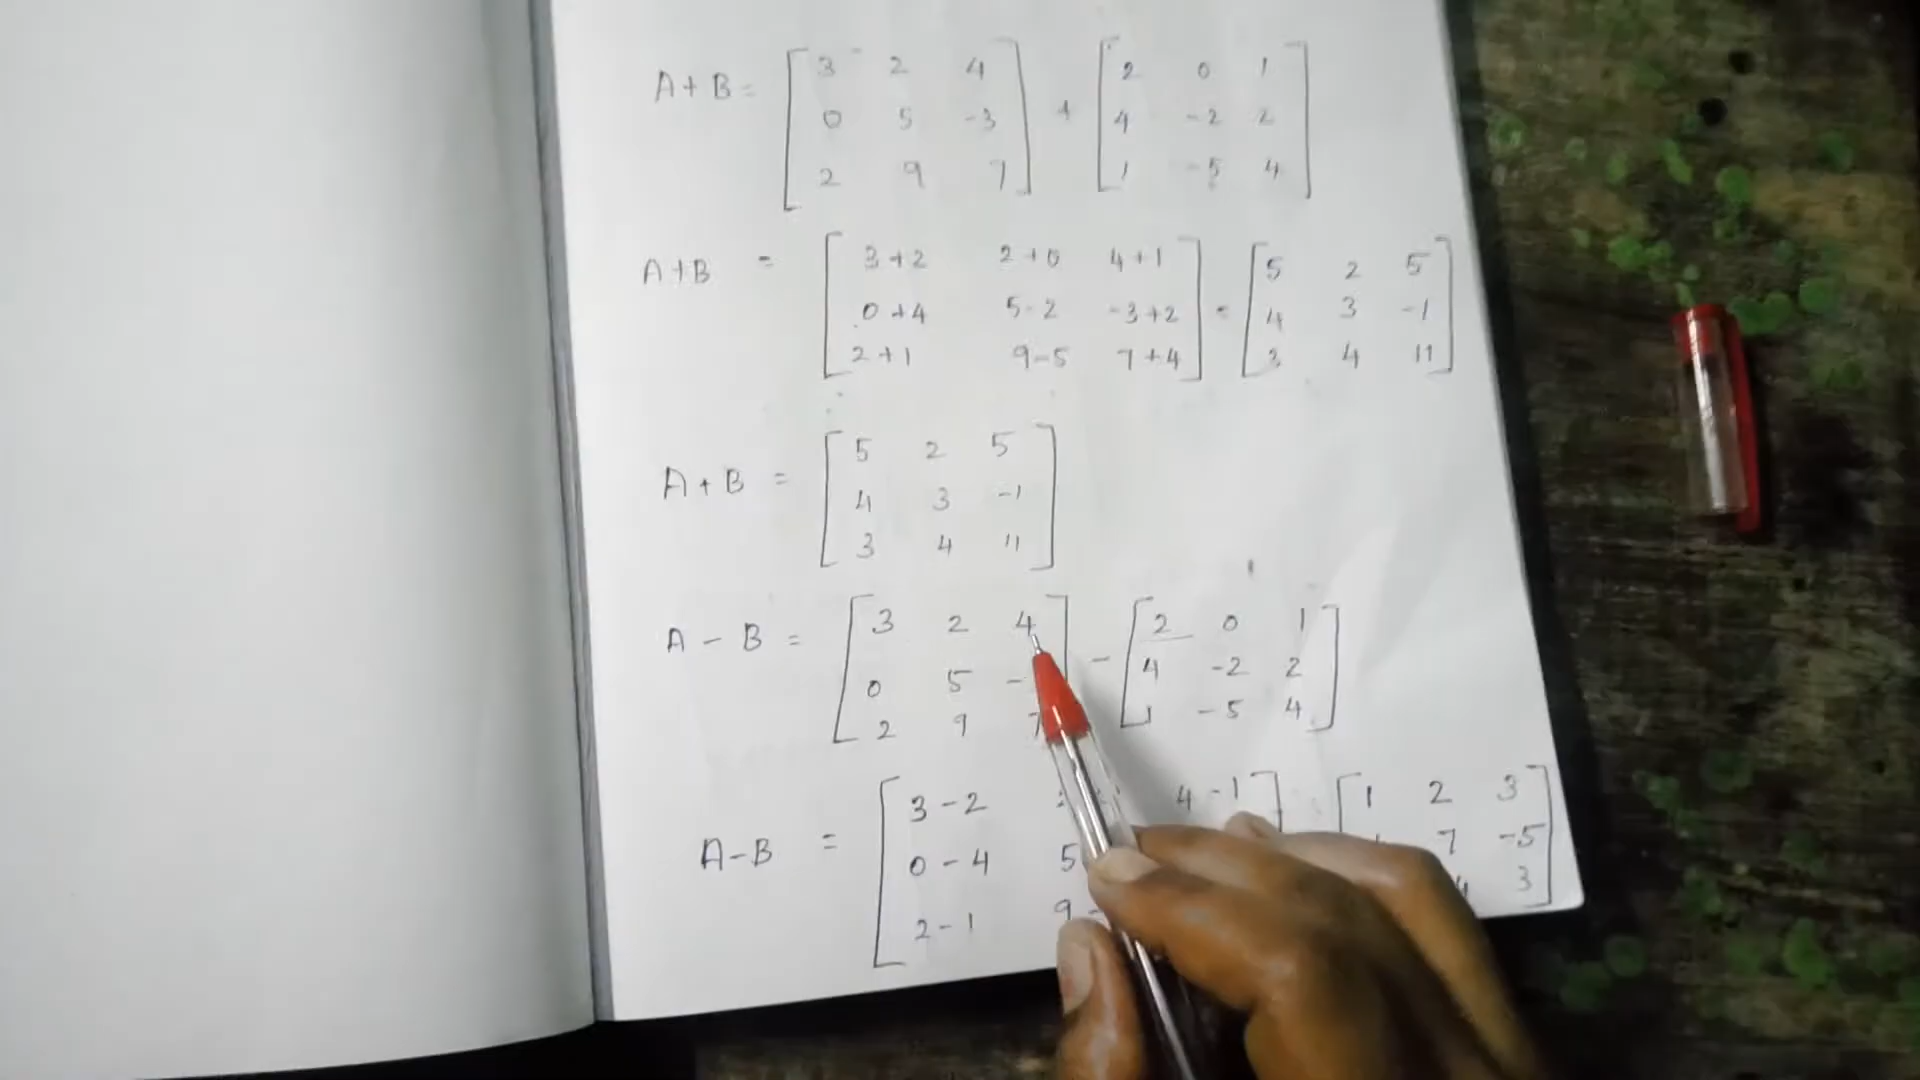 A+B= [ 3 2 4 ] + [ 2 0 1 ]
0 5 -3 4 -2 2
2 9 7 1 -5 4
A+B = [ 3+2 2+0 4+1 ] = [ 5 2 5 ]
0+4 5-2 -3+2 4 3 -1
2+1 9-5 7+4 3 4 11
A+B = [ 5 2 5 ]
4 3 -1
3 4 11
A - B = [ 3 2 4 ] - [ 2 0 1 ]
0 5 - 4 -2 2
2 9 7 1 -5 4
A-B = [ 3-2 4-1 ] [ 1 2 3 ]
0-4 5 7 -5
2-1 9- 4 3